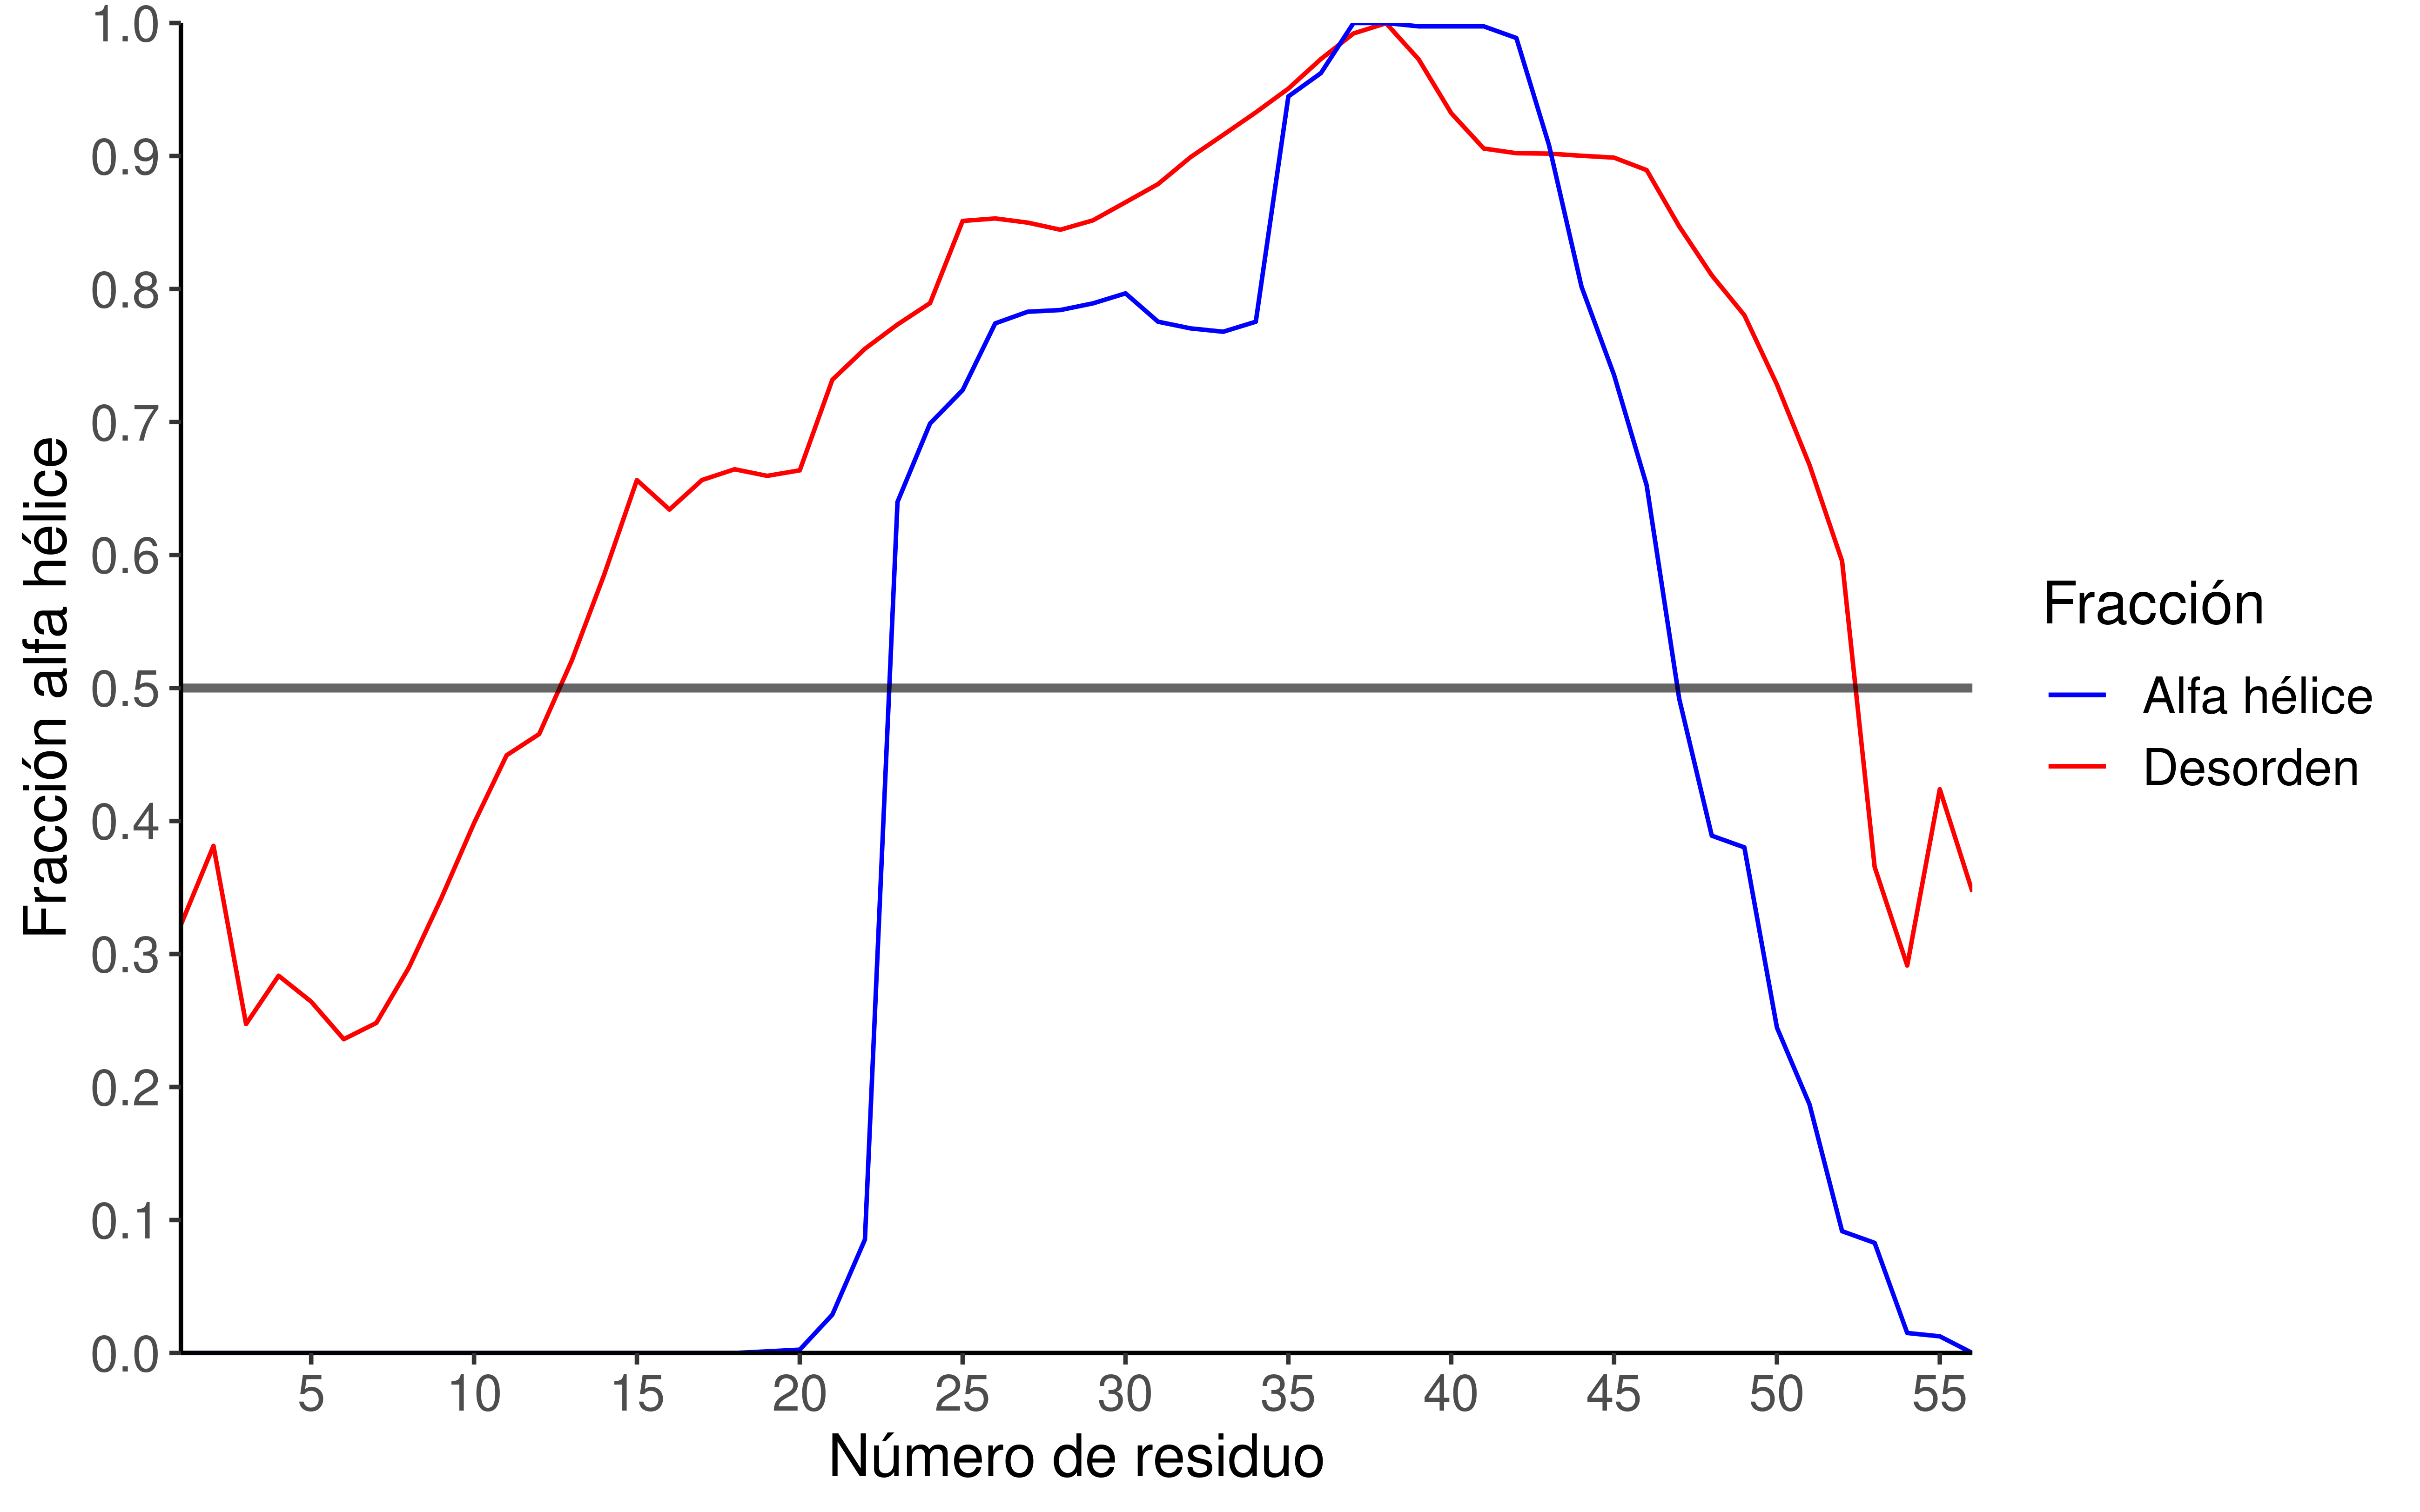 1.0
0.9
0.8
0.7
0.6
0.5
0.4
0.3
0.2
0.1
0.0
Fracción alfa hélice
5 10 15 20 25 30 35 40 45 50 55
Número de residuo
Fracción
Alfa hélice
Desorden